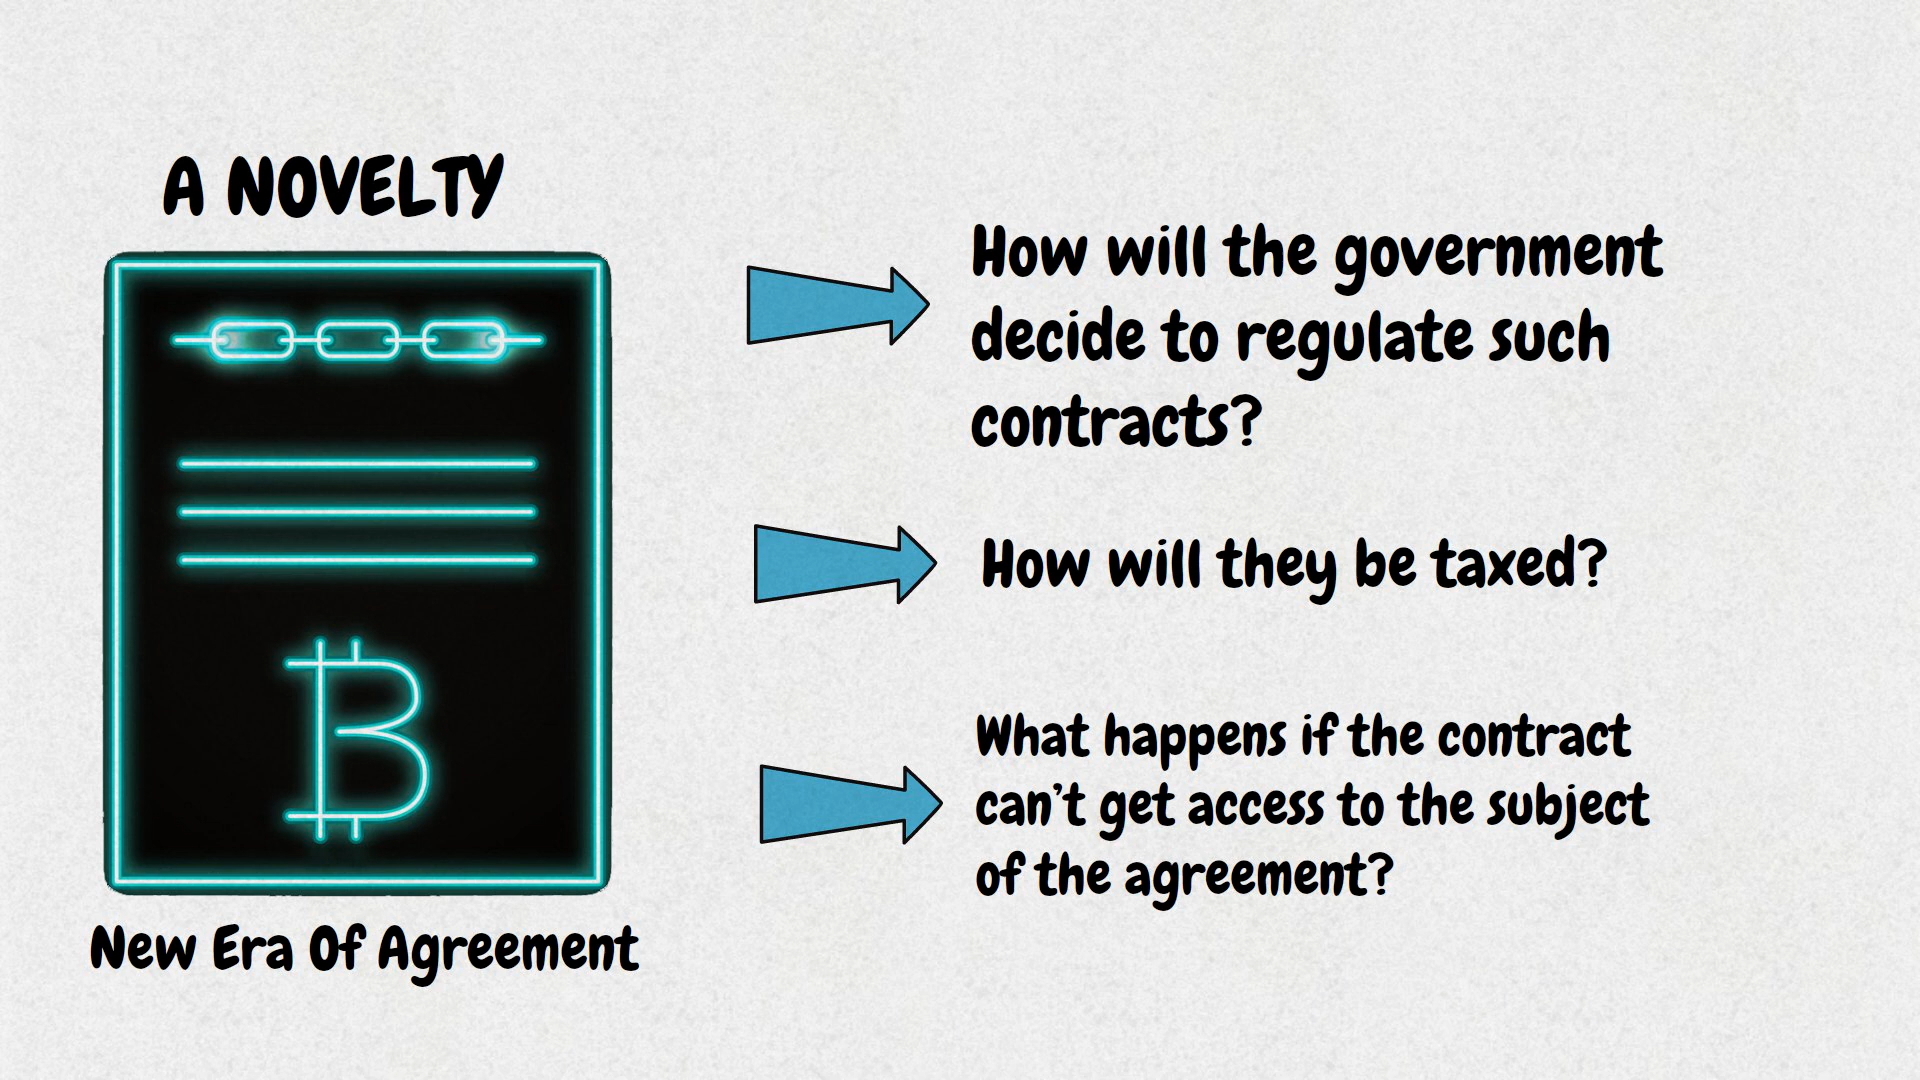 A NOVELTY
New Era Of Agreement
How will the government
decide to regulate such
contracts?
How will they be taxed?
What happens if the contract
can't get access to the subject
of the agreement?